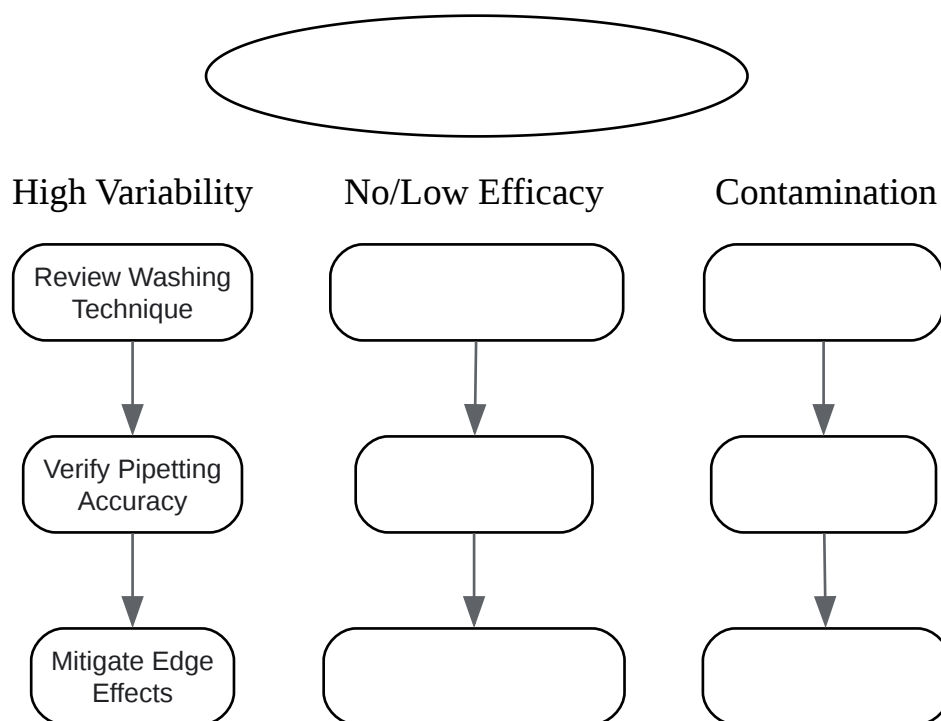 High Variability
No/Low Efficacy
Contamination
Review Washing
Technique
Verify Pipetting
Accuracy
Mitigate Edge
Effects